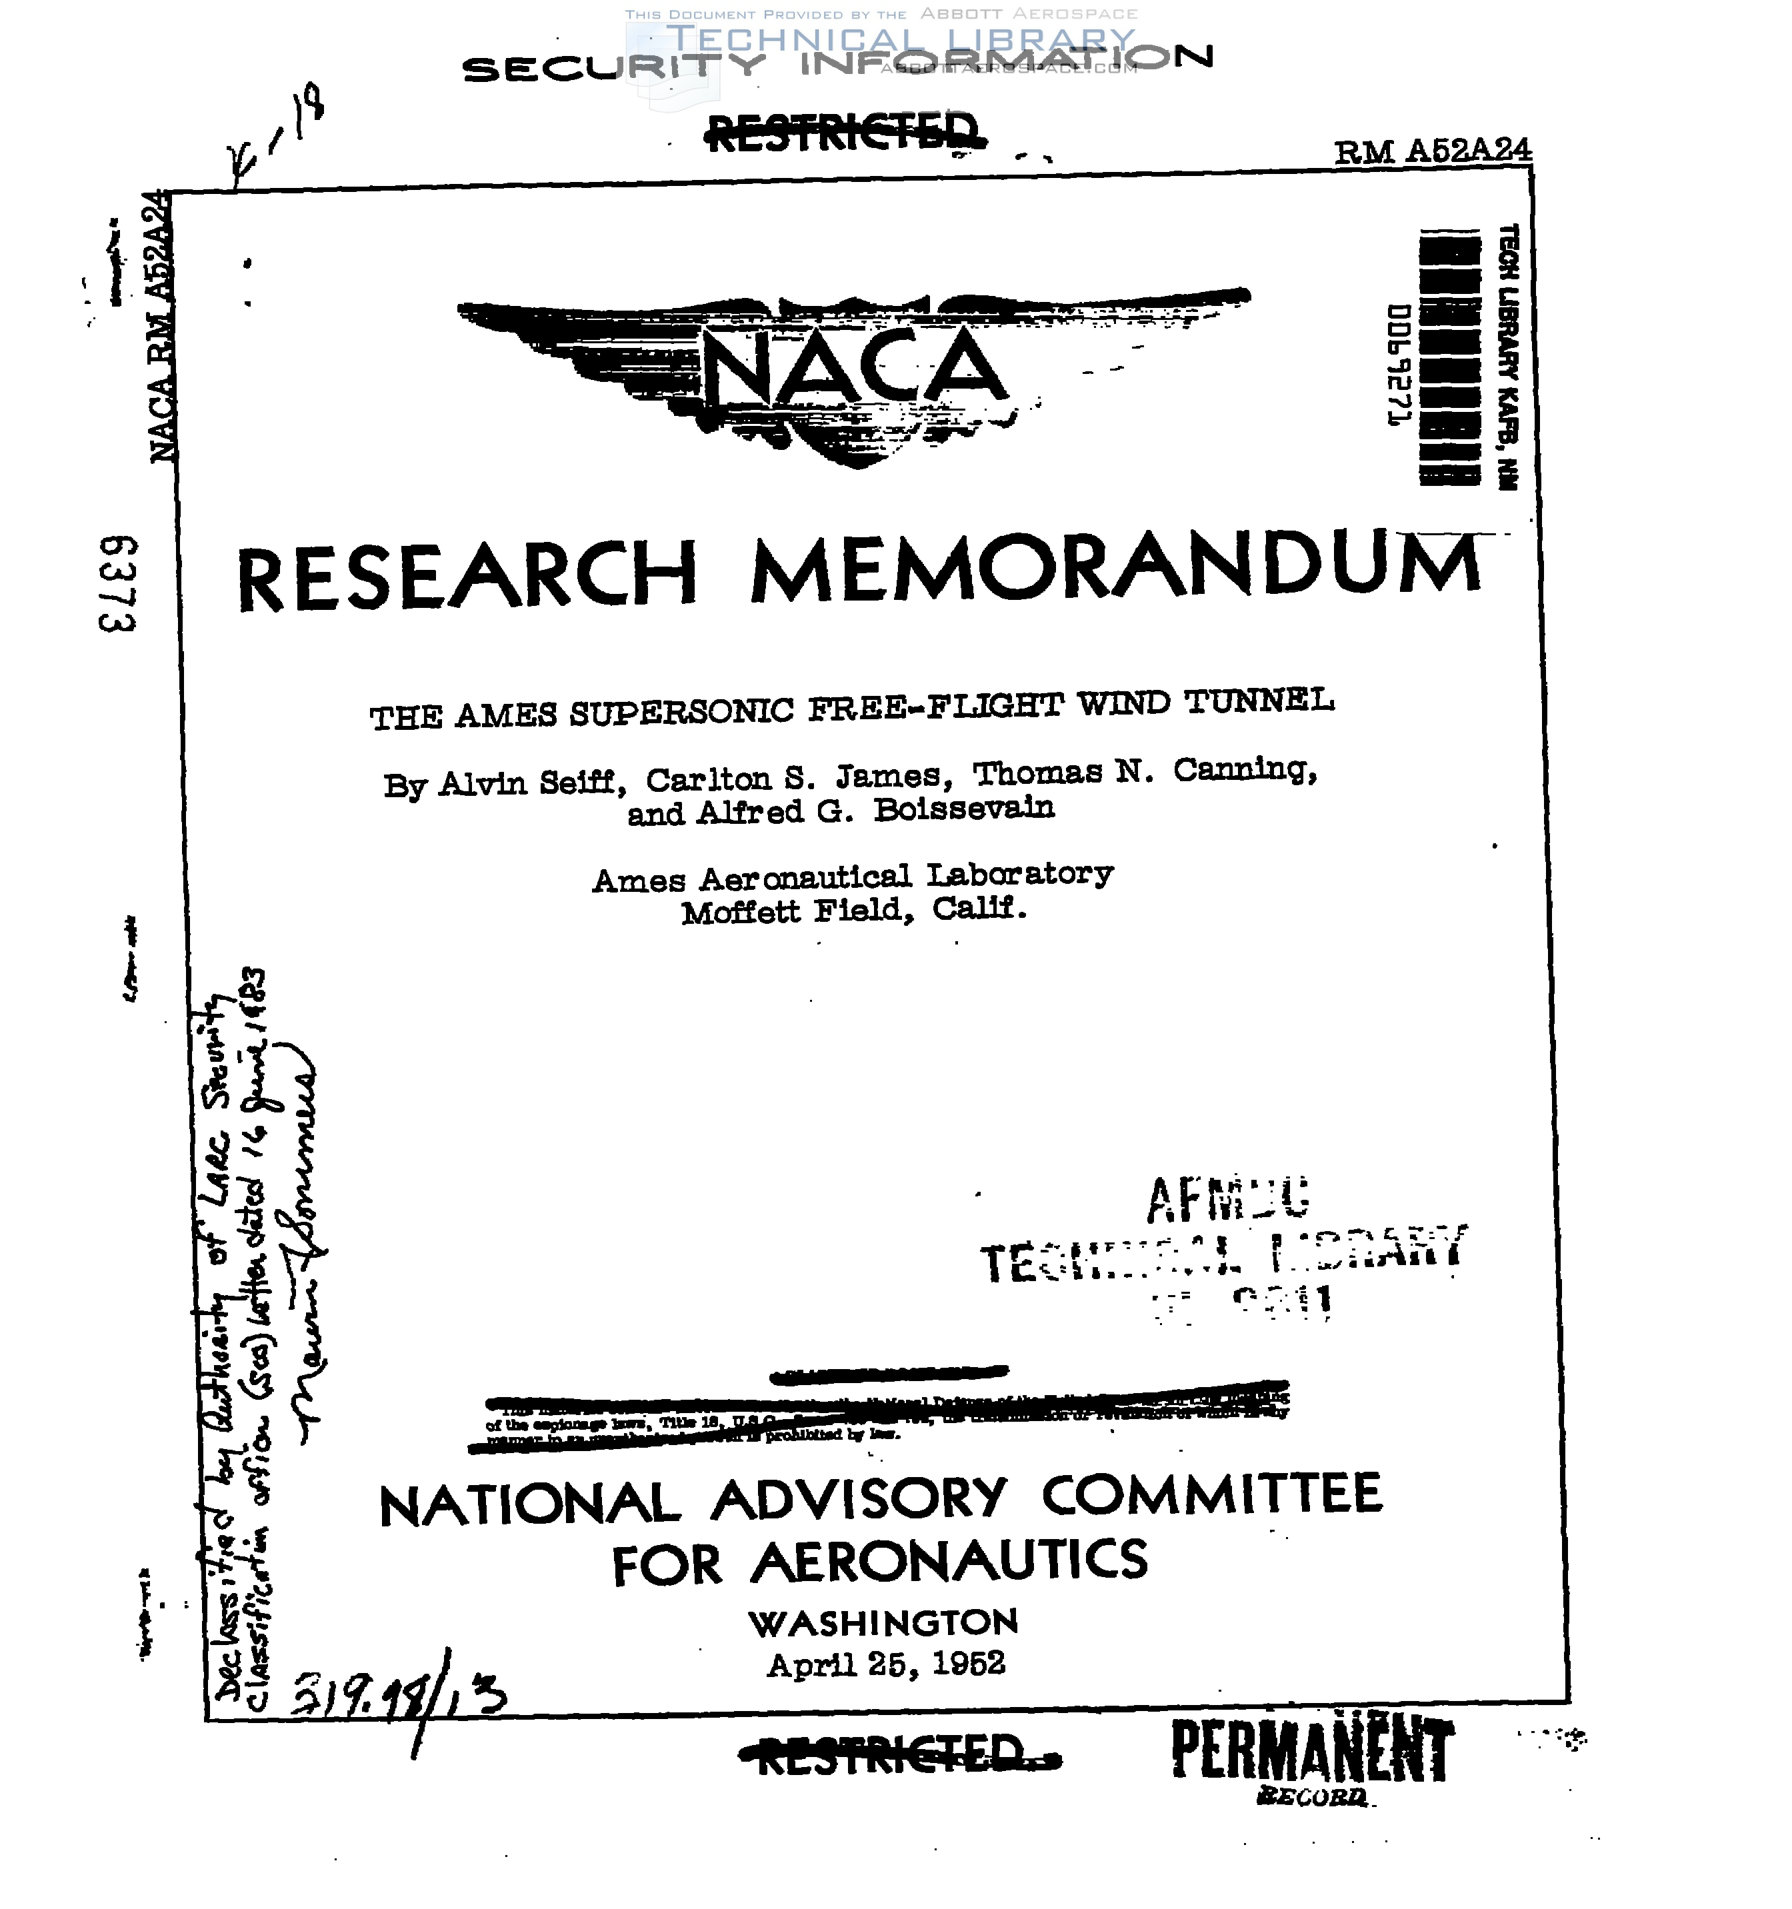 THIS DOCUMENT PROVIDED BY THE ABBOTT AEROSPACE
TECHNICAL LIBRARY
ABBOTTAEROSPACE.COM
SECURITY INFORMATION
RESTRICTED
RM A52A24
NACA RM A52A24
TECH LIBRARY KAFB, NM
0069271
NACA
6373
RESEARCH MEMORANDUM
THE AMES SUPERSONIC FREE-FLIGHT WIND TUNNEL
By Alvin Seiff, Carlton S. James, Thomas N. Canning,
and Alfred G. Boissevain
Ames Aeronautical Laboratory
Moffett Field, Calif.
Declassified by Authority of LARC Security
Classification Officer (SCO) letter dated 16 June 1983
TECHNICAL LIBRARY
of the espionage laws, Title 18,
prohibited by law.
NATIONAL ADVISORY COMMITTEE
FOR AERONAUTICS
WASHINGTON
April 25, 1952
319.98/13
RESTRICTED
PERMANENT
RECORD